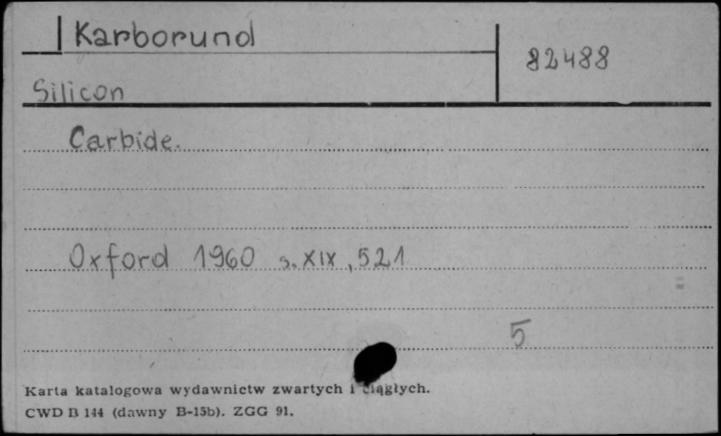 Karborund
82488
Silicon
Carbide.
Oxford 1960 s. XIX, 521
5
Karta katalogowa wydawnictw zwartych i ciągłych.
CWD B 144 (dawny B-15b). ZGG 91.